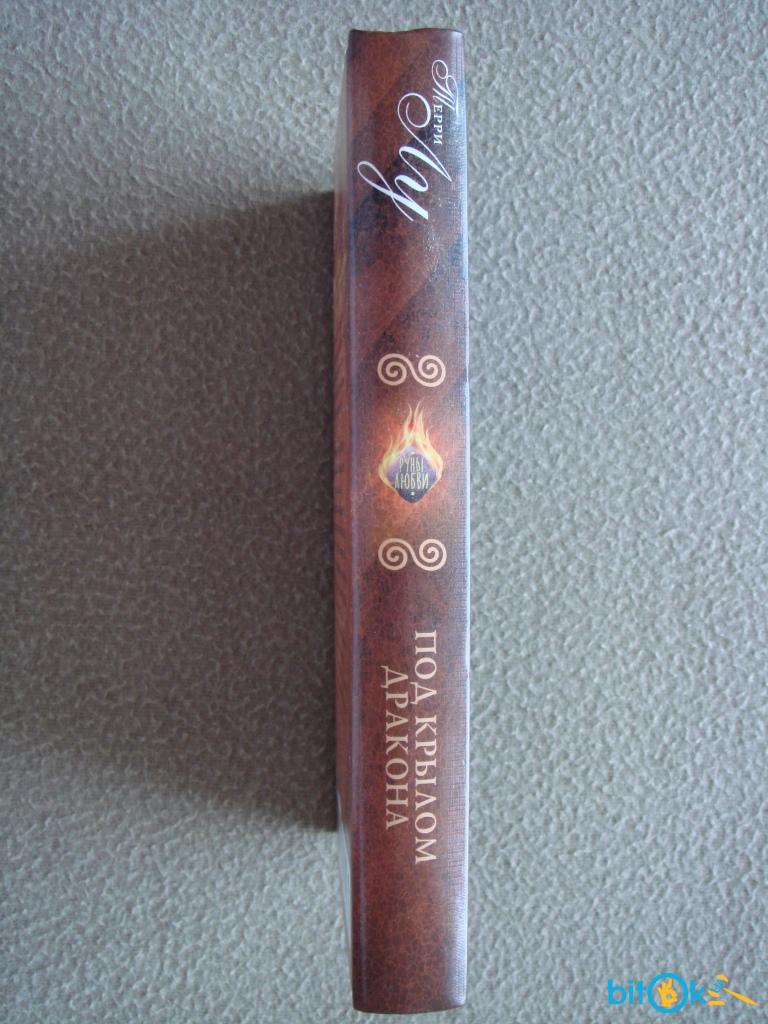 Терри
Лу
РУНЫ
ЛЮБВИ
ПОД КРЫЛОМ
ДРАКОНА
bitOk